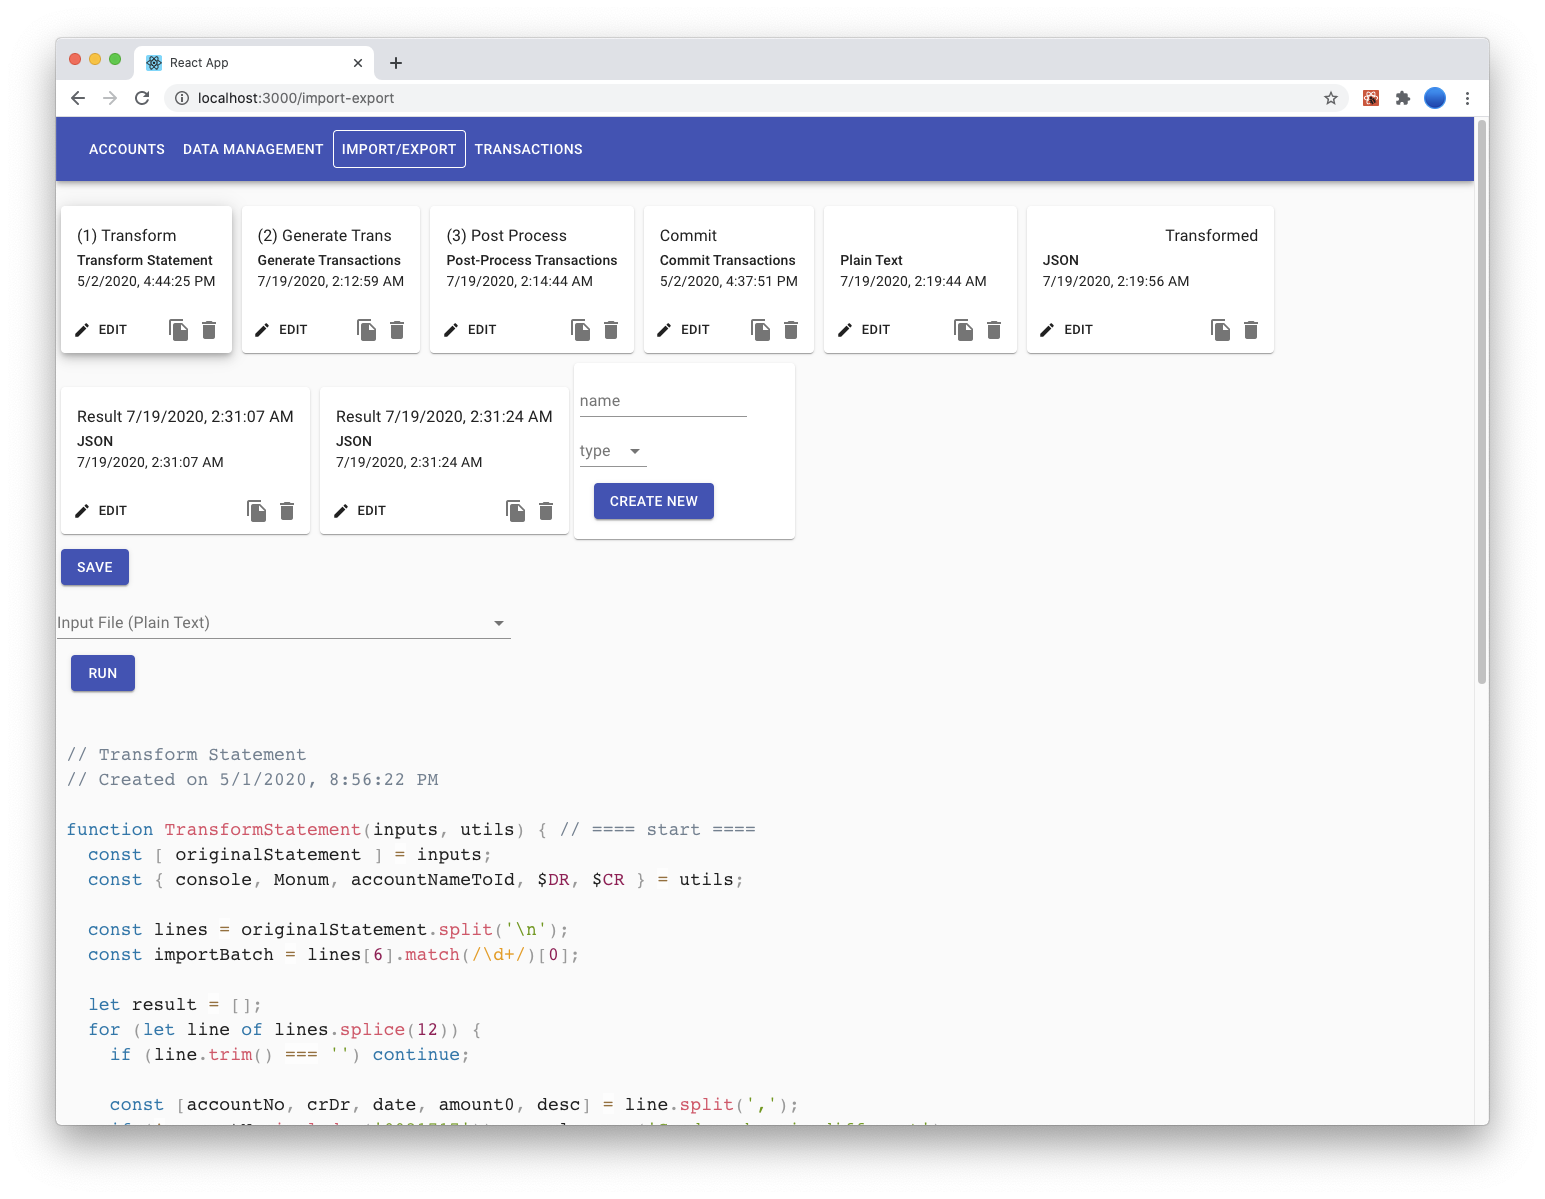 React App
localhost:3000/import-export
ACCOUNTS DATA MANAGEMENT IMPORT/EXPORT TRANSACTIONS
(1) Transform
Transform Statement
5/2/2020, 4:44:25 PM
EDIT
(2) Generate Trans
Generate Transactions
7/19/2020, 2:12:59 AM
EDIT
(3) Post Process
Post-Process Transactions
7/19/2020, 2:14:44 AM
EDIT
Commit
Commit Transactions
5/2/2020, 4:37:51 PM
EDIT
Plain Text
7/19/2020, 2:19:44 AM
EDIT
Transformed
JSON
7/19/2020, 2:19:56 AM
EDIT
Result 7/19/2020, 2:31:07 AM
JSON
7/19/2020, 2:31:07 AM
EDIT
Result 7/19/2020, 2:31:24 AM
JSON
7/19/2020, 2:31:24 AM
EDIT
name
type
CREATE NEW
SAVE
Input File (Plain Text)
RUN
// Transform Statement
// Created on 5/1/2020, 8:56:22 PM
function TransformStatement(inputs, utils) { // ==== start ====
const [ originalStatement ] = inputs;
const { console, Monum, accountNameToId, $DR, $CR } = utils;
const lines = originalStatement.split('\n');
const importBatch = lines[6].match(/\d+/)[0];
let result = [];
for (let line of lines.splice(12)) {
if (line.trim() === '') continue;
const [accountNo, crDr, date, amount0, desc] = line.split(',');